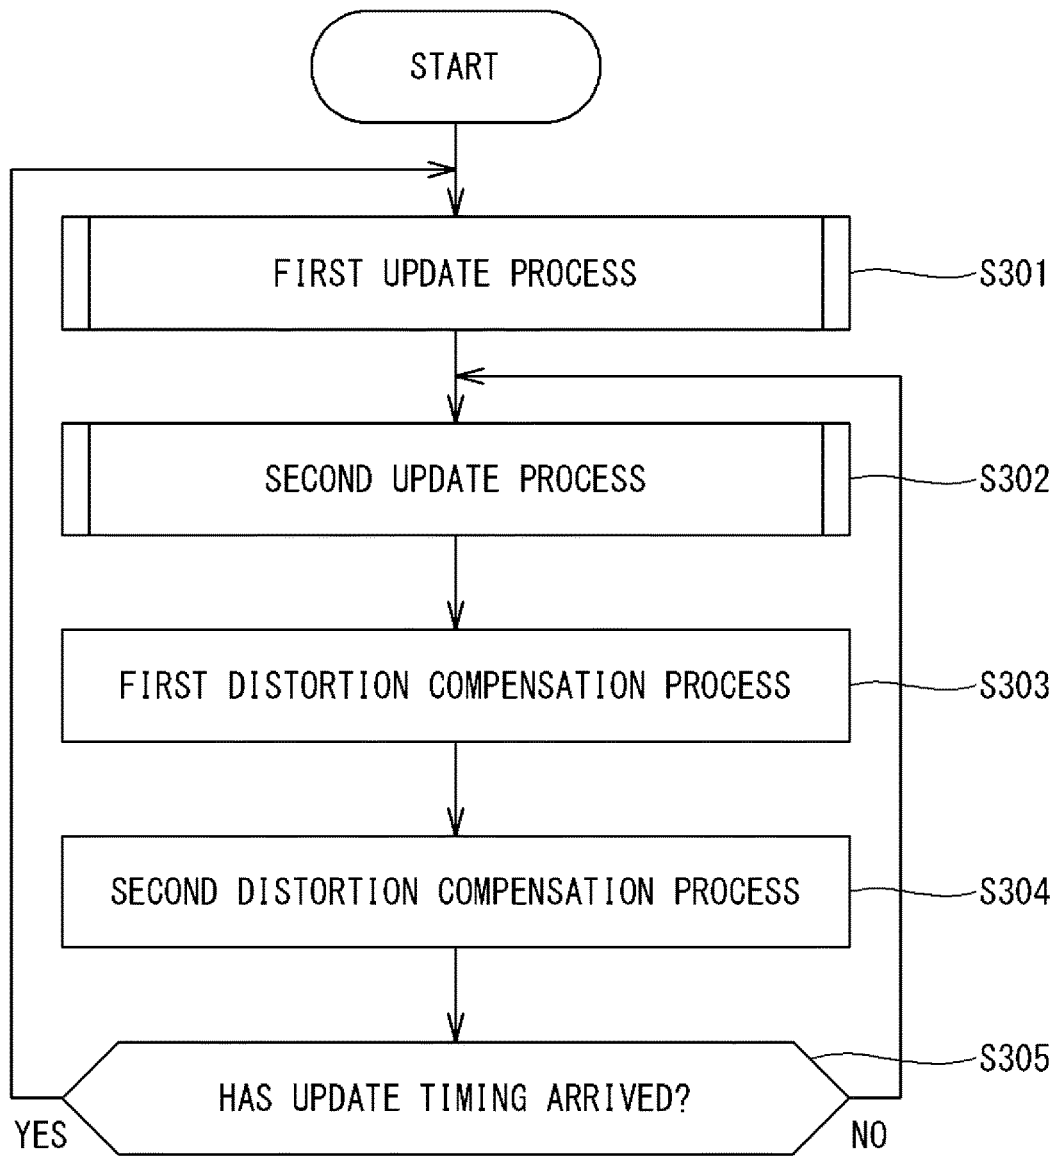 START
FIRST UPDATE PROCESS
S301
SECOND UPDATE PROCESS
S302
FIRST DISTORTION COMPENSATION PROCESS
S303
SECOND DISTORTION COMPENSATION PROCESS
S304
HAS UPDATE TIMING ARRIVED?
S305
YES
NO